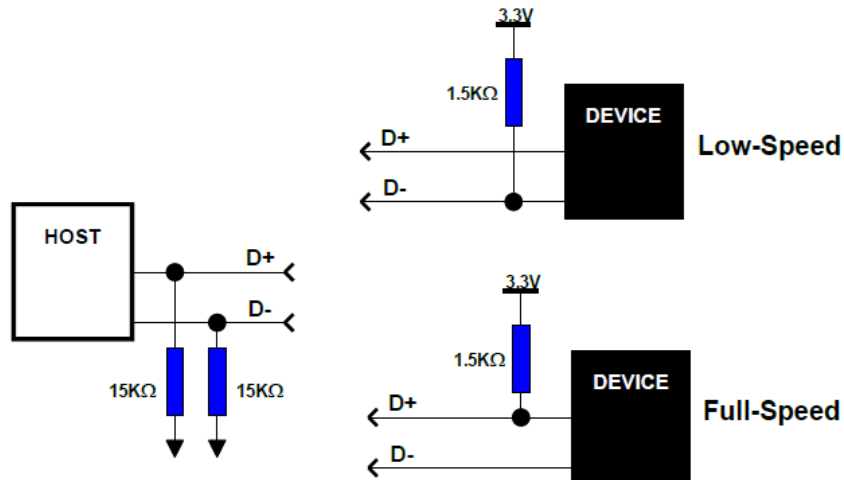 3.3V
1.5KΩ
DEVICE
Low-Speed
D+
D-
HOST
D+
D-
15KΩ 15KΩ
3.3V
1.5KΩ
DEVICE
Full-Speed
D+
D-